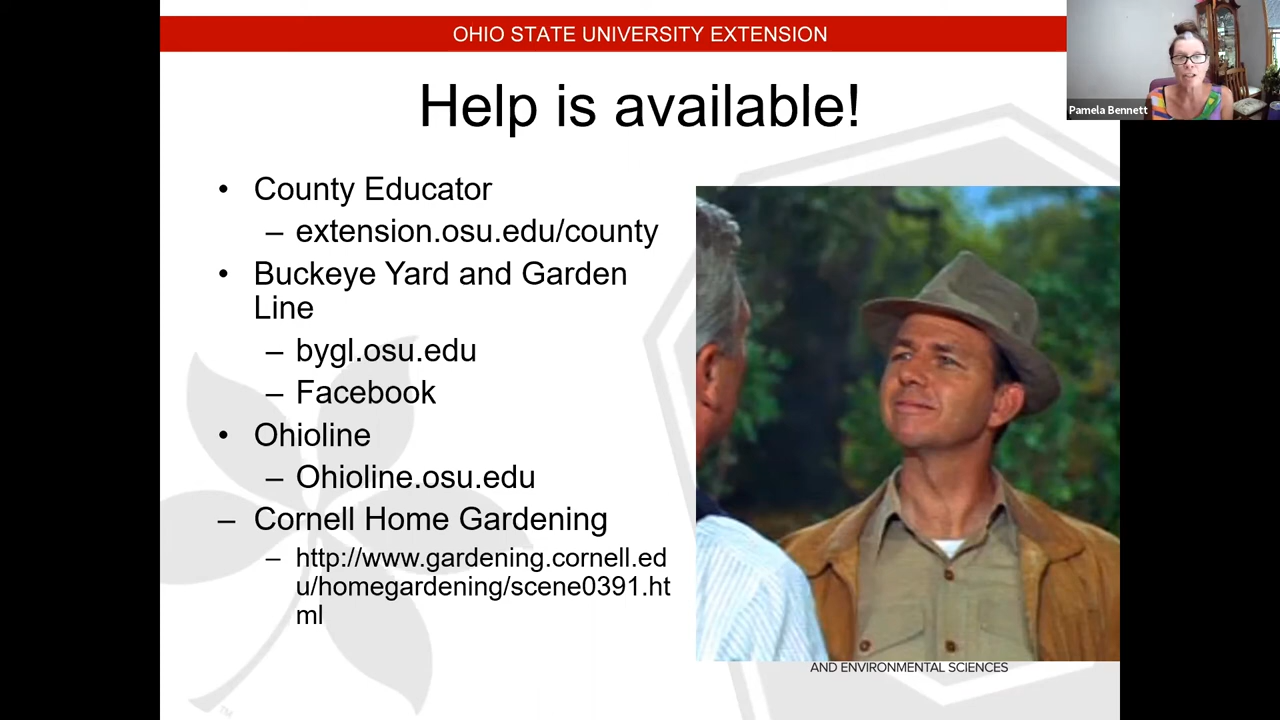 OHIO STATE UNIVERSITY EXTENSION
Pamela Bennett
Help is available!
• County Educator
– extension.osu.edu/county
• Buckeye Yard and Garden
Line
– bygl.osu.edu
– Facebook
• Ohioline
– Ohioline.osu.edu
– Cornell Home Gardening
– http://www.gardening.cornell.ed
u/homegardening/scene0391.ht
ml
AND ENVIRONMENTAL SCIENCES
TM